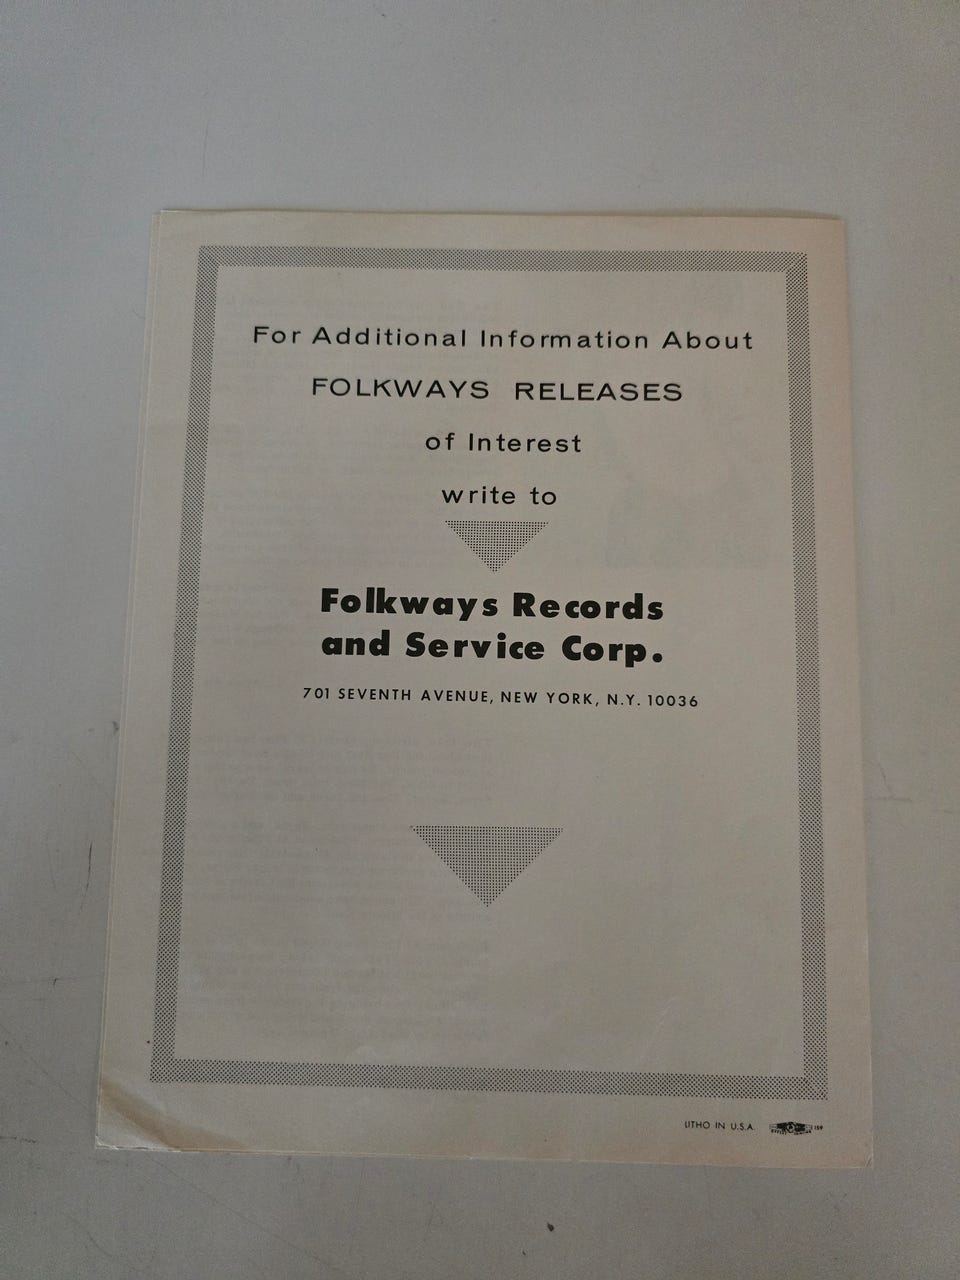 For Additional Information About
FOLKWAYS RELEASES
of Interest
write to
Folkways Records
and Service Corp.
701 SEVENTH AVENUE, NEW YORK, N.Y. 10036
LITHO IN U.S.A. 159